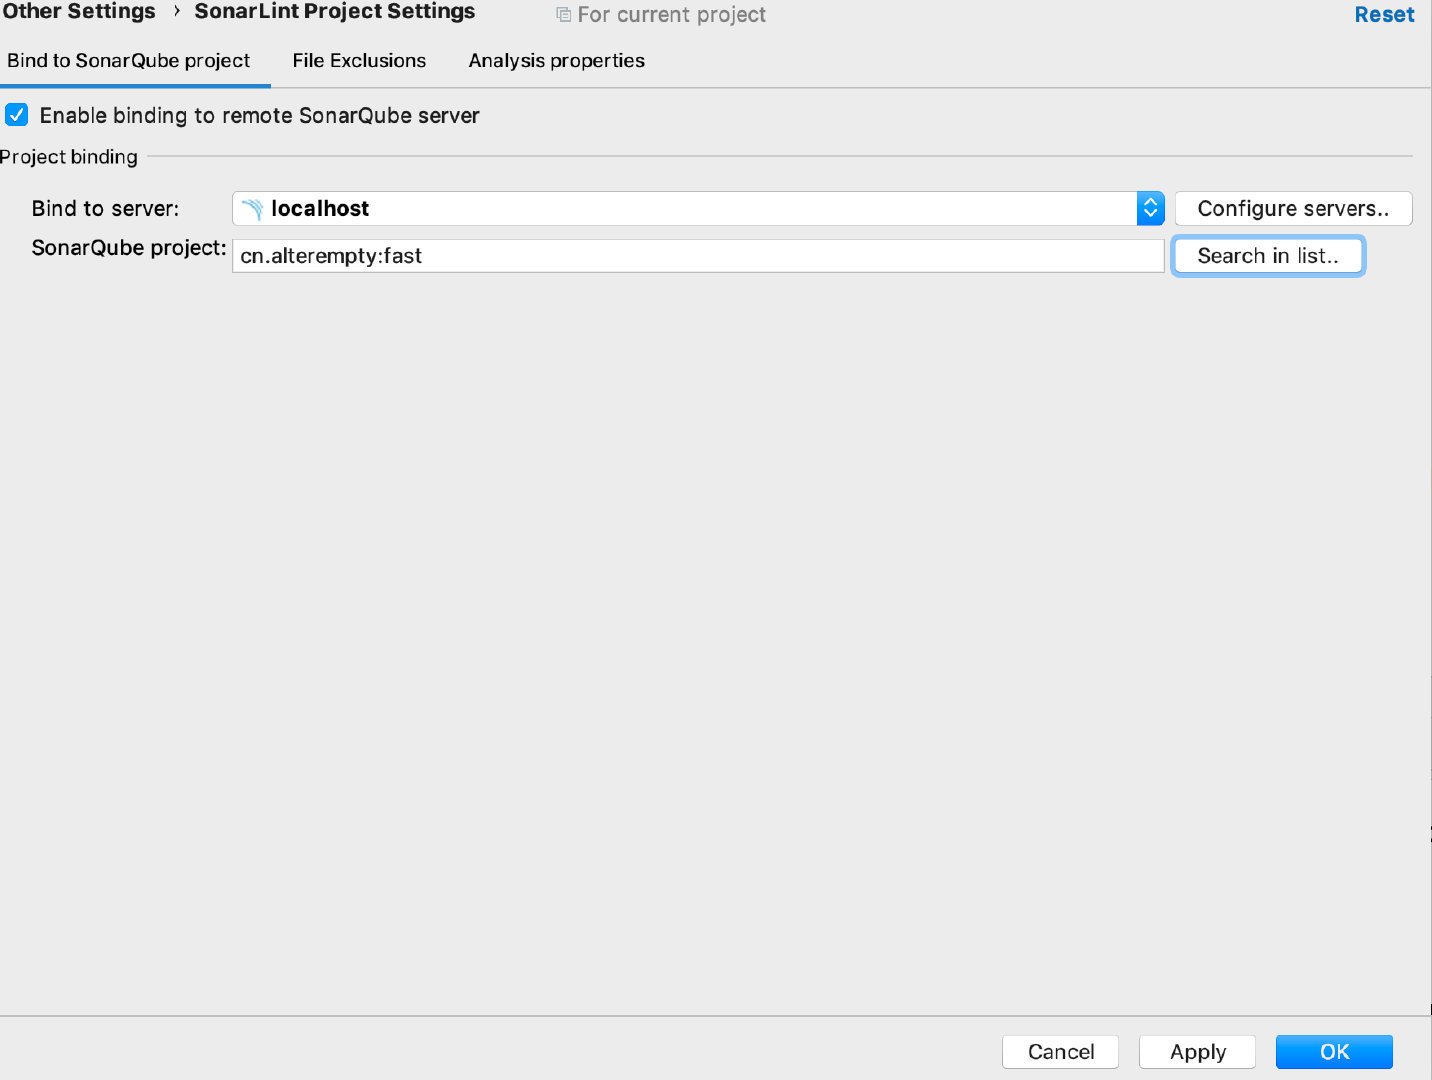 Other Settings › SonarLint Project Settings For current project Reset
Bind to SonarQube project File Exclusions Analysis properties
Enable binding to remote SonarQube server
Project binding
Bind to server: localhost Configure servers..
SonarQube project: cn.alterempty:fast Search in list..
Cancel Apply OK